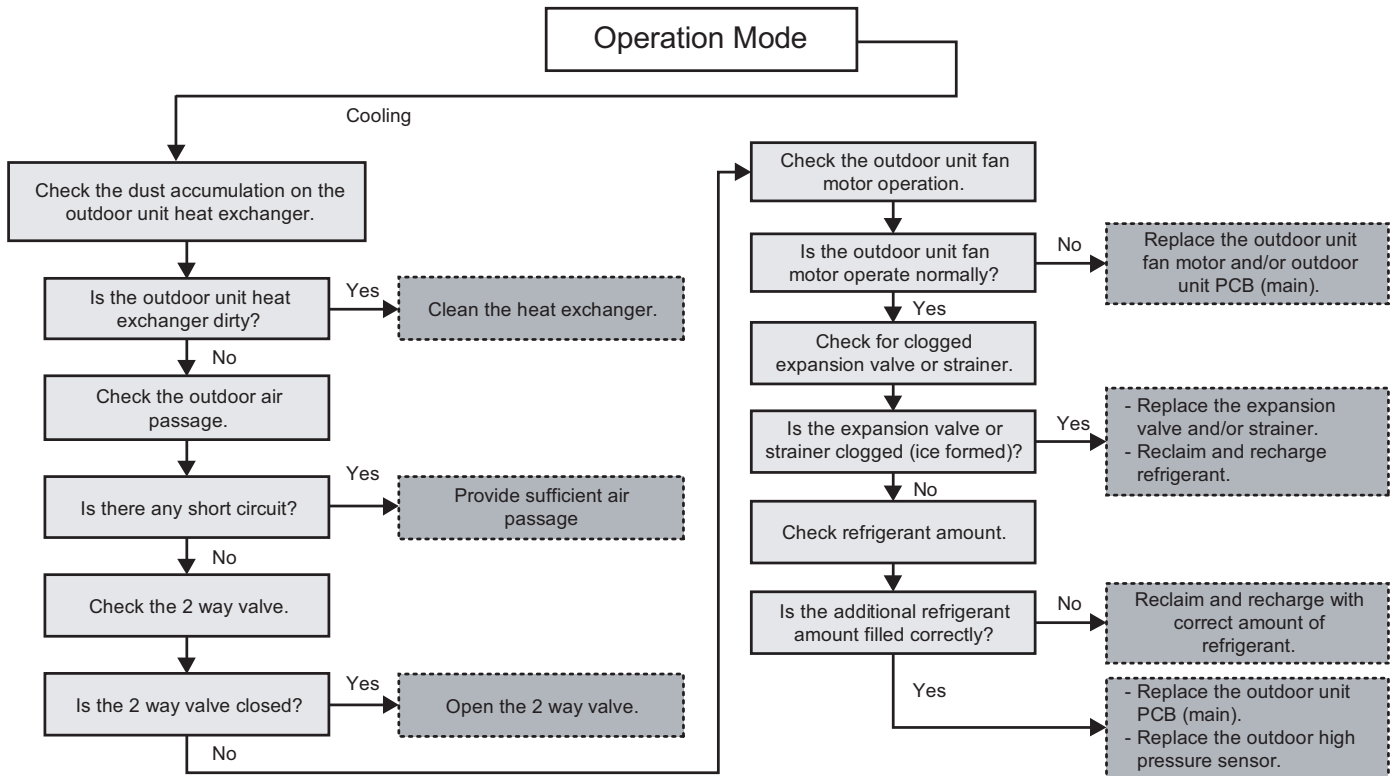 Operation Mode
Cooling
Check the dust accumulation on the
outdoor unit heat exchanger.
Is the outdoor unit heat
exchanger dirty?
Yes
Clean the heat exchanger.
No
Check the outdoor air
passage.
Is there any short circuit?
Yes
Provide sufficient air
passage
No
Check the 2 way valve.
Is the 2 way valve closed?
Yes
Open the 2 way valve.
No
Check the outdoor unit fan
motor operation.
Is the outdoor unit fan
motor operate normally?
No
Replace the outdoor unit
fan motor and/or outdoor
unit PCB (main).
Yes
Check for clogged
expansion valve or strainer.
Is the expansion valve or
strainer clogged (ice formed)?
Yes
- Replace the expansion
valve and/or strainer.
- Reclaim and recharge
refrigerant.
No
Check refrigerant amount.
Is the additional refrigerant
amount filled correctly?
No
Reclaim and recharge with
correct amount of
refrigerant.
Yes
- Replace the outdoor unit
PCB (main).
- Replace the outdoor high
pressure sensor.